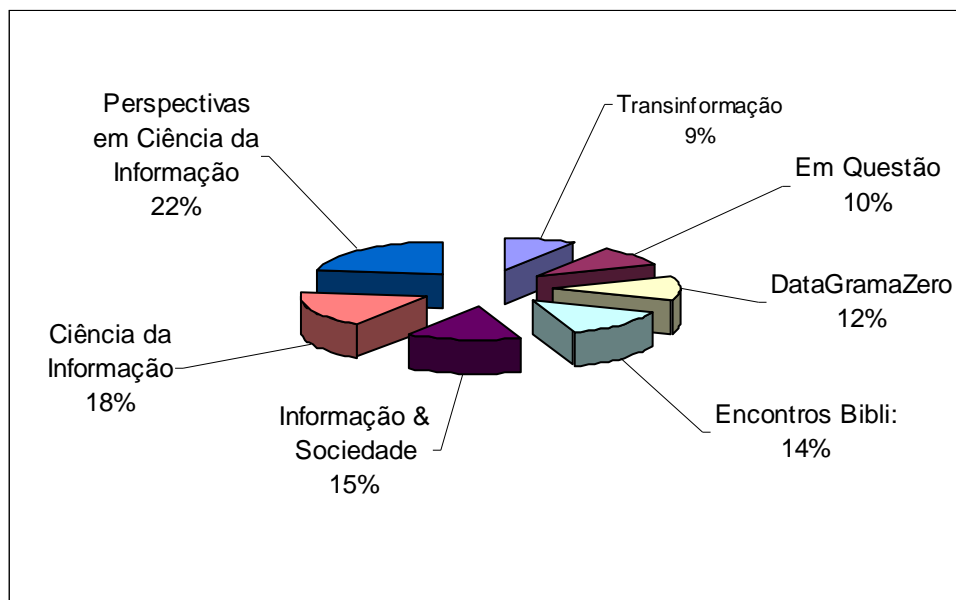 Perspectivas
em Ciência da
Informação
22%
Transinformação
9%
Em Questão
10%
DataGramaZero
12%
Encontros Bibli:
14%
Informação &
Sociedade
15%
Ciência da
Informação
18%